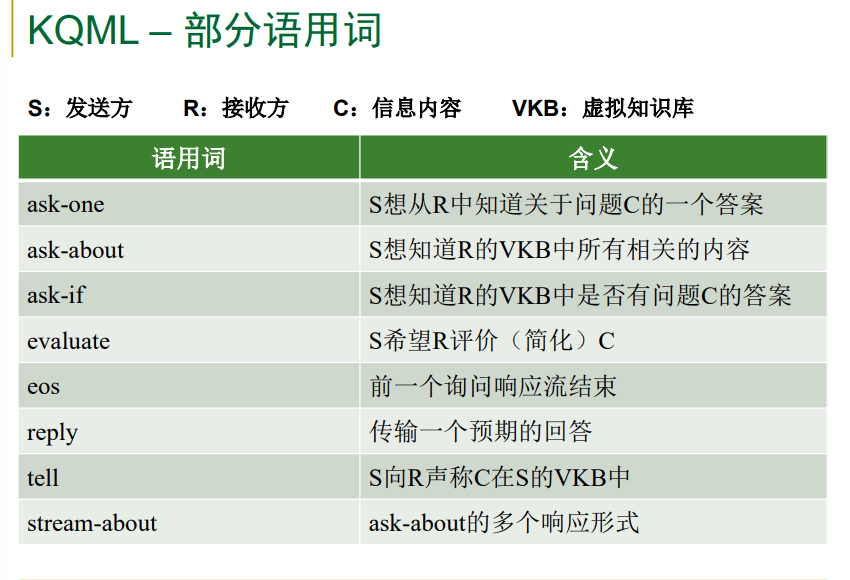 KQML – 部分语用词
S：发送方 R：接收方 C：信息内容 VKB：虚拟知识库
语用词 含义
ask-one S想从R中知道关于问题C的一个答案
ask-about S想知道R的VKB中所有相关的内容
ask-if S想知道R的VKB中是否有问题C的答案
evaluate S希望R评价（简化）C
eos 前一个询问响应流结束
reply 传输一个预期的回答
tell S向R声称C在S的VKB中
stream-about ask-about的多个响应形式